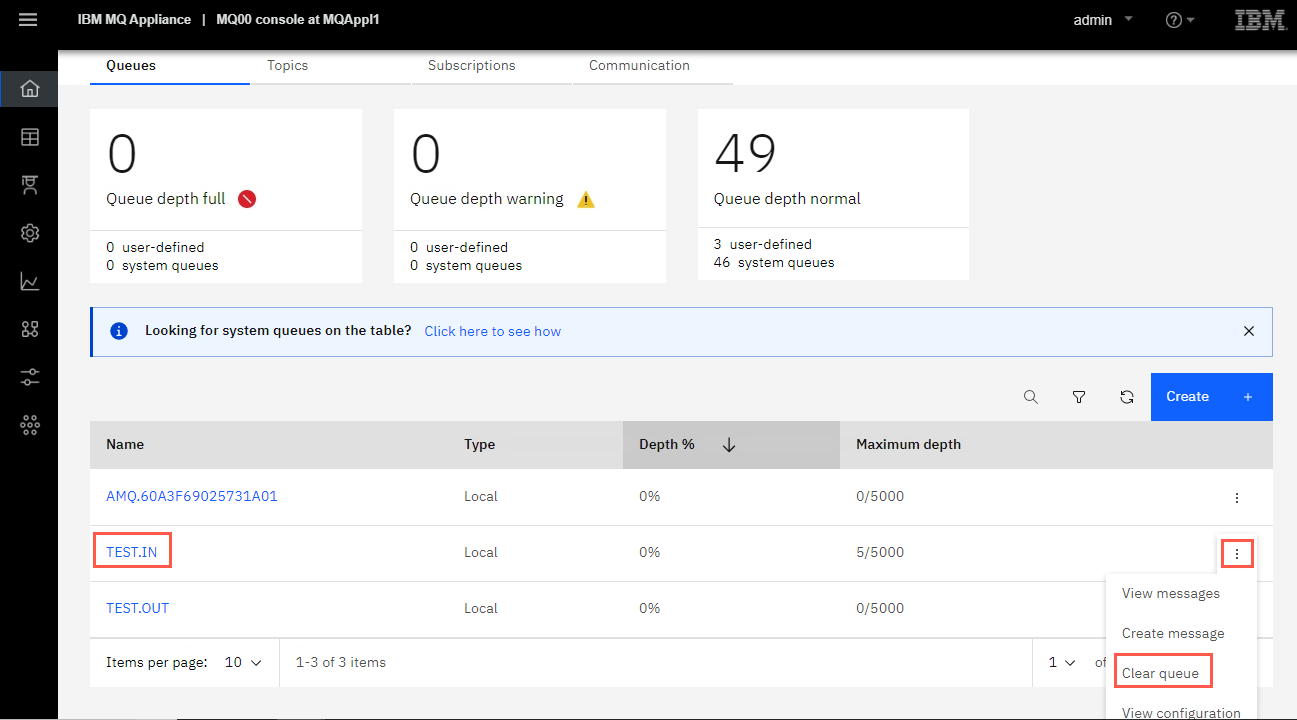 IBM MQ Appliance | MQ00 console at MQAppl1
admin
?
IBM
Queues Topics Subscriptions Communication
0
Queue depth full
0 user-defined
0 system queues
0
Queue depth warning
0 user-defined
0 system queues
49
Queue depth normal
3 user-defined
46 system queues
Looking for system queues on the table? Click here to see how
Create +
Name Type Depth % Maximum depth
AMQ.60A3F69025731A01 Local 0% 0/5000
TEST.IN Local 0% 5/5000
TEST.OUT Local 0% 0/5000
Items per page: 10 1-3 of 3 items 1 of
View messages
Create message
Clear queue
View configuration